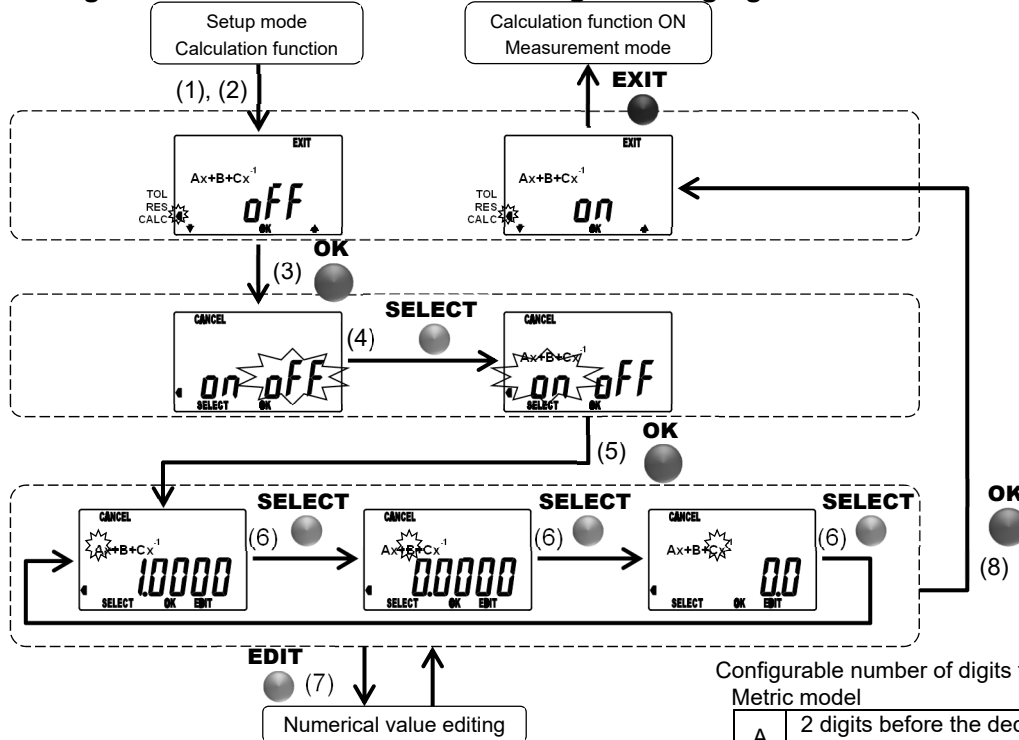 Setup mode
Calculation function
Calculation function ON
Measurement mode
(1), (2)
EXIT
EXIT
Ax+B+Cx-1
TOL
RES
CALC
oFF
OK
EXIT
Ax+B+Cx-1
TOL
RES
CALC
on
OK
(3)
OK
CANCEL
on oFF
SELECT OK
(4)
SELECT
CANCEL
Ax+B+Cx-1
on oFF
SELECT OK
(5)
OK
CANCEL
Ax+B+Cx-1
1.0000
SELECT OK EDIT
(6)
SELECT
CANCEL
Ax+B+Cx-1
0.0000
SELECT OK EDIT
(6)
SELECT
CANCEL
Ax+B+Cx-1
0.0
SELECT OK EDIT
(6)
SELECT
OK
(8)
EDIT
(7)
Numerical value editing
Configurable number of digits
Metric model
A
2 digits before the dec